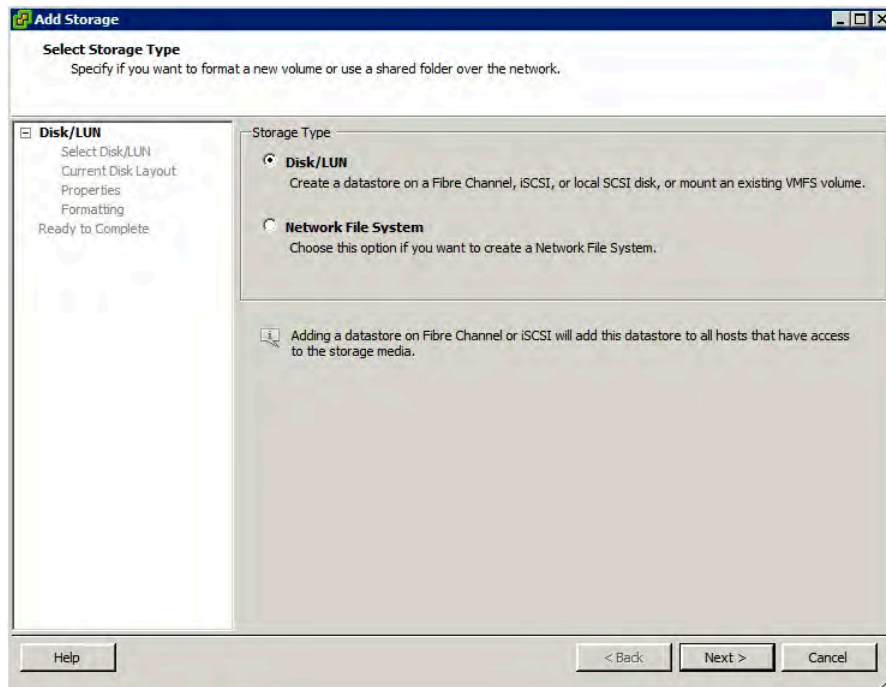 Add Storage
Select Storage Type
Specify if you want to format a new volume or use a shared folder over the network.
Disk/LUN
Select Disk/LUN
Current Disk Layout
Properties
Formatting
Ready to Complete
Storage Type
Disk/LUN
Create a datastore on a Fibre Channel, iSCSI, or local SCSI disk, or mount an existing VMFS volume.
Network File System
Choose this option if you want to create a Network File System.
Adding a datastore on Fibre Channel or iSCSI will add this datastore to all hosts that have access
to the storage media.
Help
< Back
Next >
Cancel